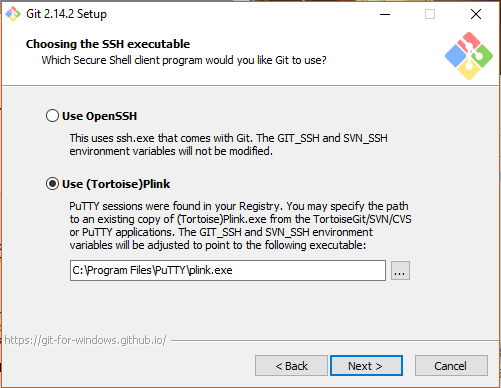 Git 2.14.2 Setup
Choosing the SSH executable
Which Secure Shell client program would you like Git to use?
Use OpenSSH
This uses ssh.exe that comes with Git. The GIT_SSH and SVN_SSH
environment variables will not be modified.
Use (Tortoise)Plink
PuTTY sessions were found in your Registry. You may specify the path
to an existing copy of (Tortoise)Plink.exe from the TortoiseGit/SVN/CVS
or PuTTY applications. The GIT_SSH and SVN_SSH environment
variables will be adjusted to point to the following executable:
C:\Program Files\PuTTY\plink.exe
...
https://git-for-windows.github.io/
< Back
Next >
Cancel